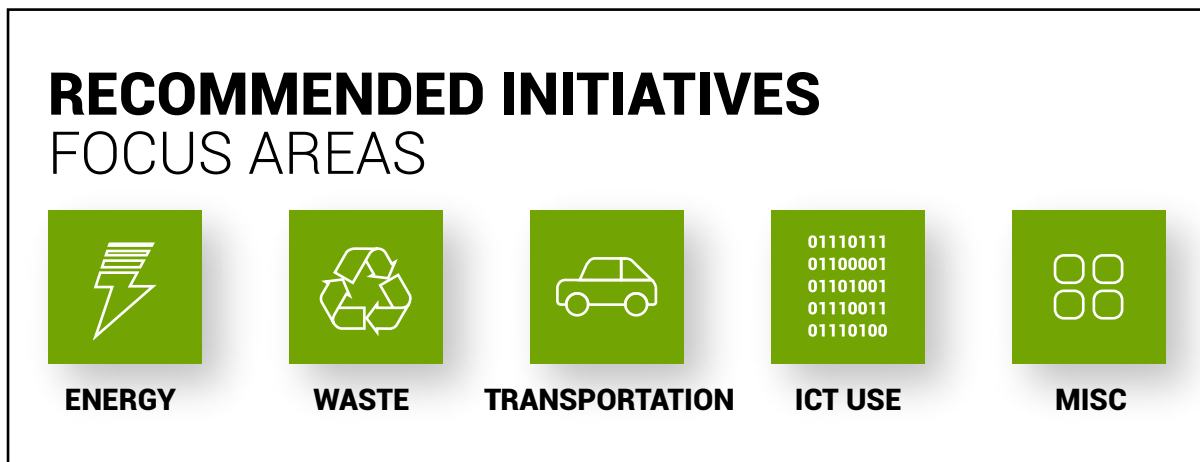 RECOMMENDED INITIATIVES
FOCUS AREAS
01110111
01100001
01101001
01110011
01110100
ENERGY
WASTE
TRANSPORTATION
ICT USE
MISC